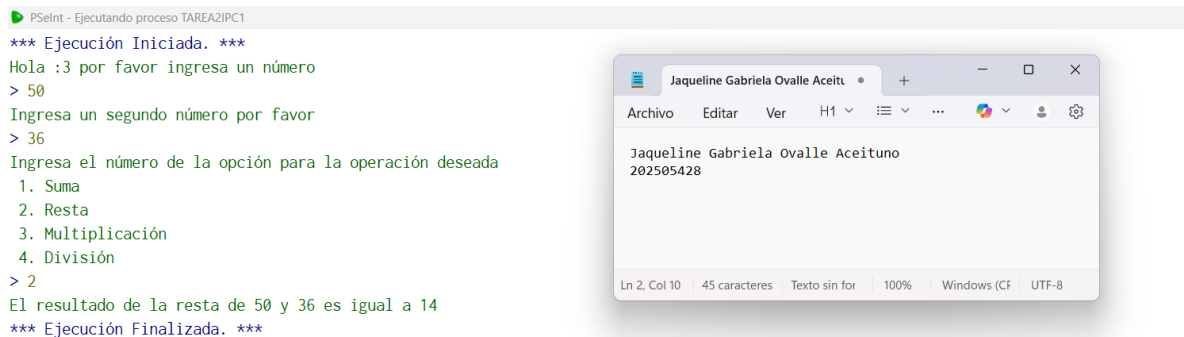 PSeInt - Ejecutando proceso TAREA2IPC1
*** Ejecución Iniciada. ***
Hola :3 por favor ingresa un número
> 50
Ingresa un segundo número por favor
> 36
Ingresa el número de la opción para la operación deseada
1. Suma
2. Resta
3. Multiplicación
4. División
> 2
El resultado de la resta de 50 y 36 es igual a 14
*** Ejecución Finalizada. ***
Jaqueline Gabriela Ovalle Aceitu
Archivo Editar Ver H1
Jaqueline Gabriela Ovalle Aceituno
202505428
Ln 2, Col 10 45 caracteres Texto sin for 100% Windows (CF UTF-8